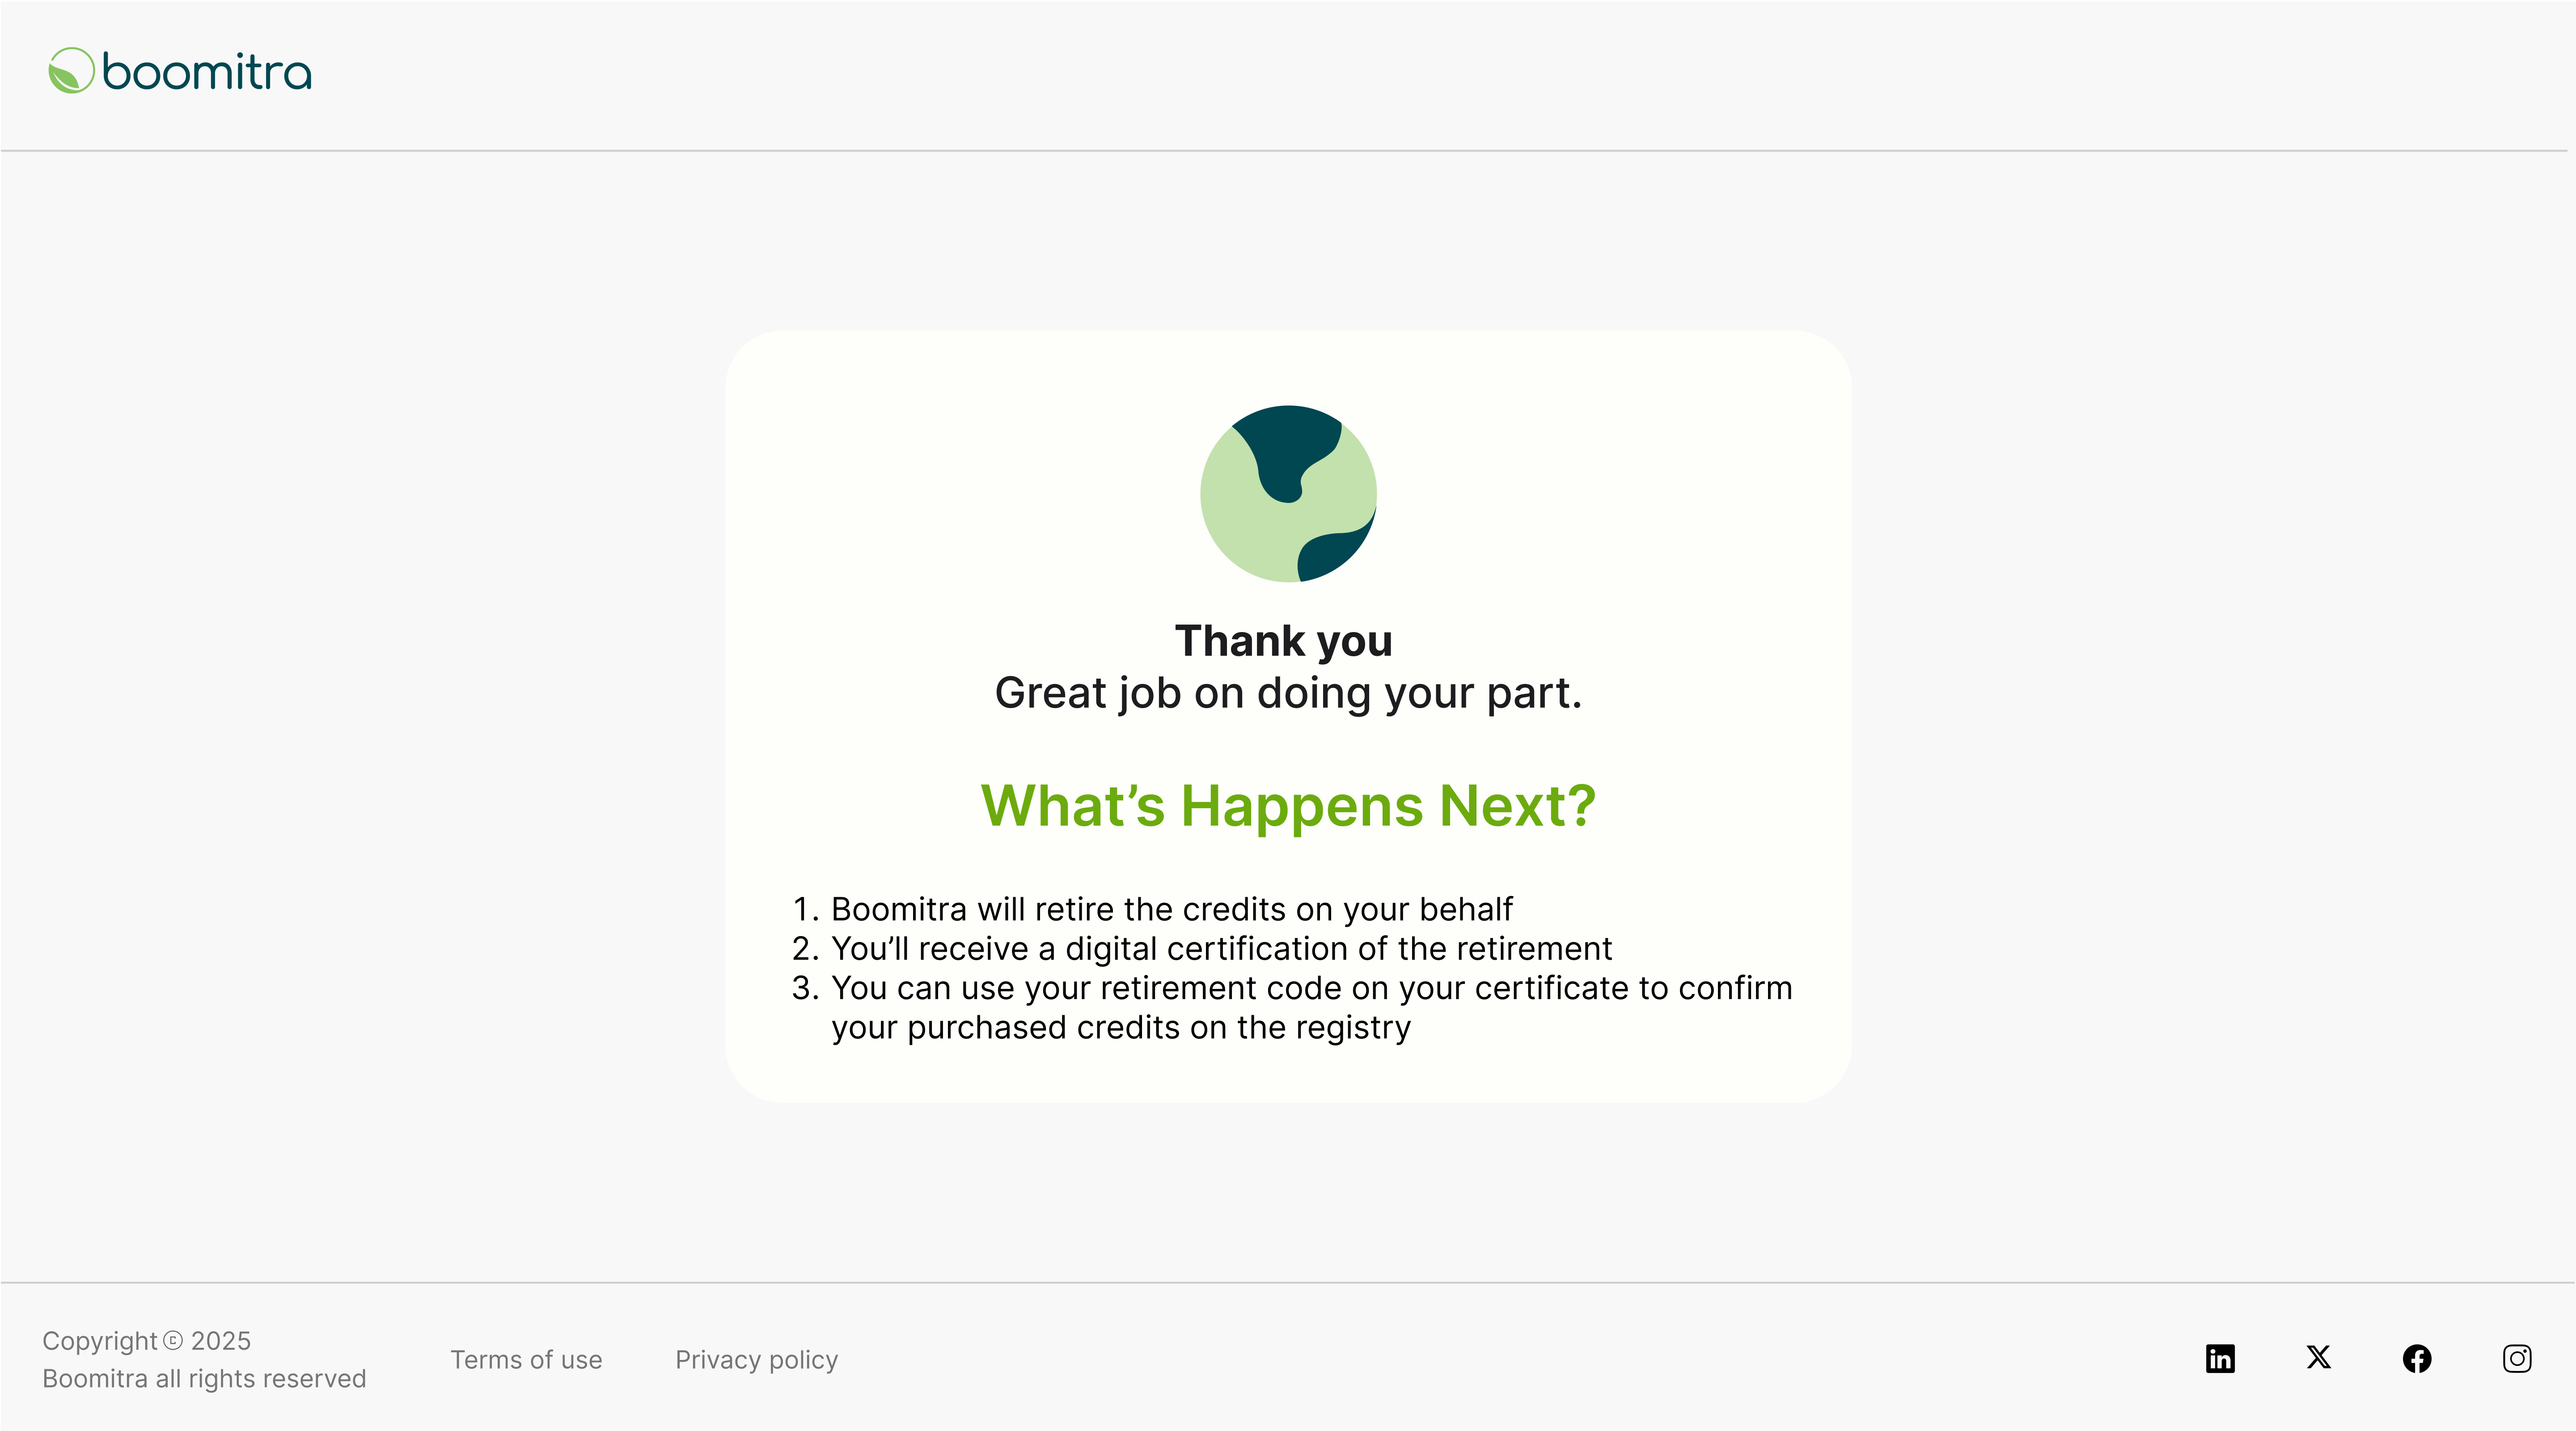 boomitra
Thank you
Great job on doing your part.
What’s Happens Next?
1. Boomitra will retire the credits on your behalf
2. You’ll receive a digital certification of the retirement
3. You can use your retirement code on your certificate to confirm
your purchased credits on the registry
Copyright © 2025
Boomitra all rights reserved
Terms of use
Privacy policy
in